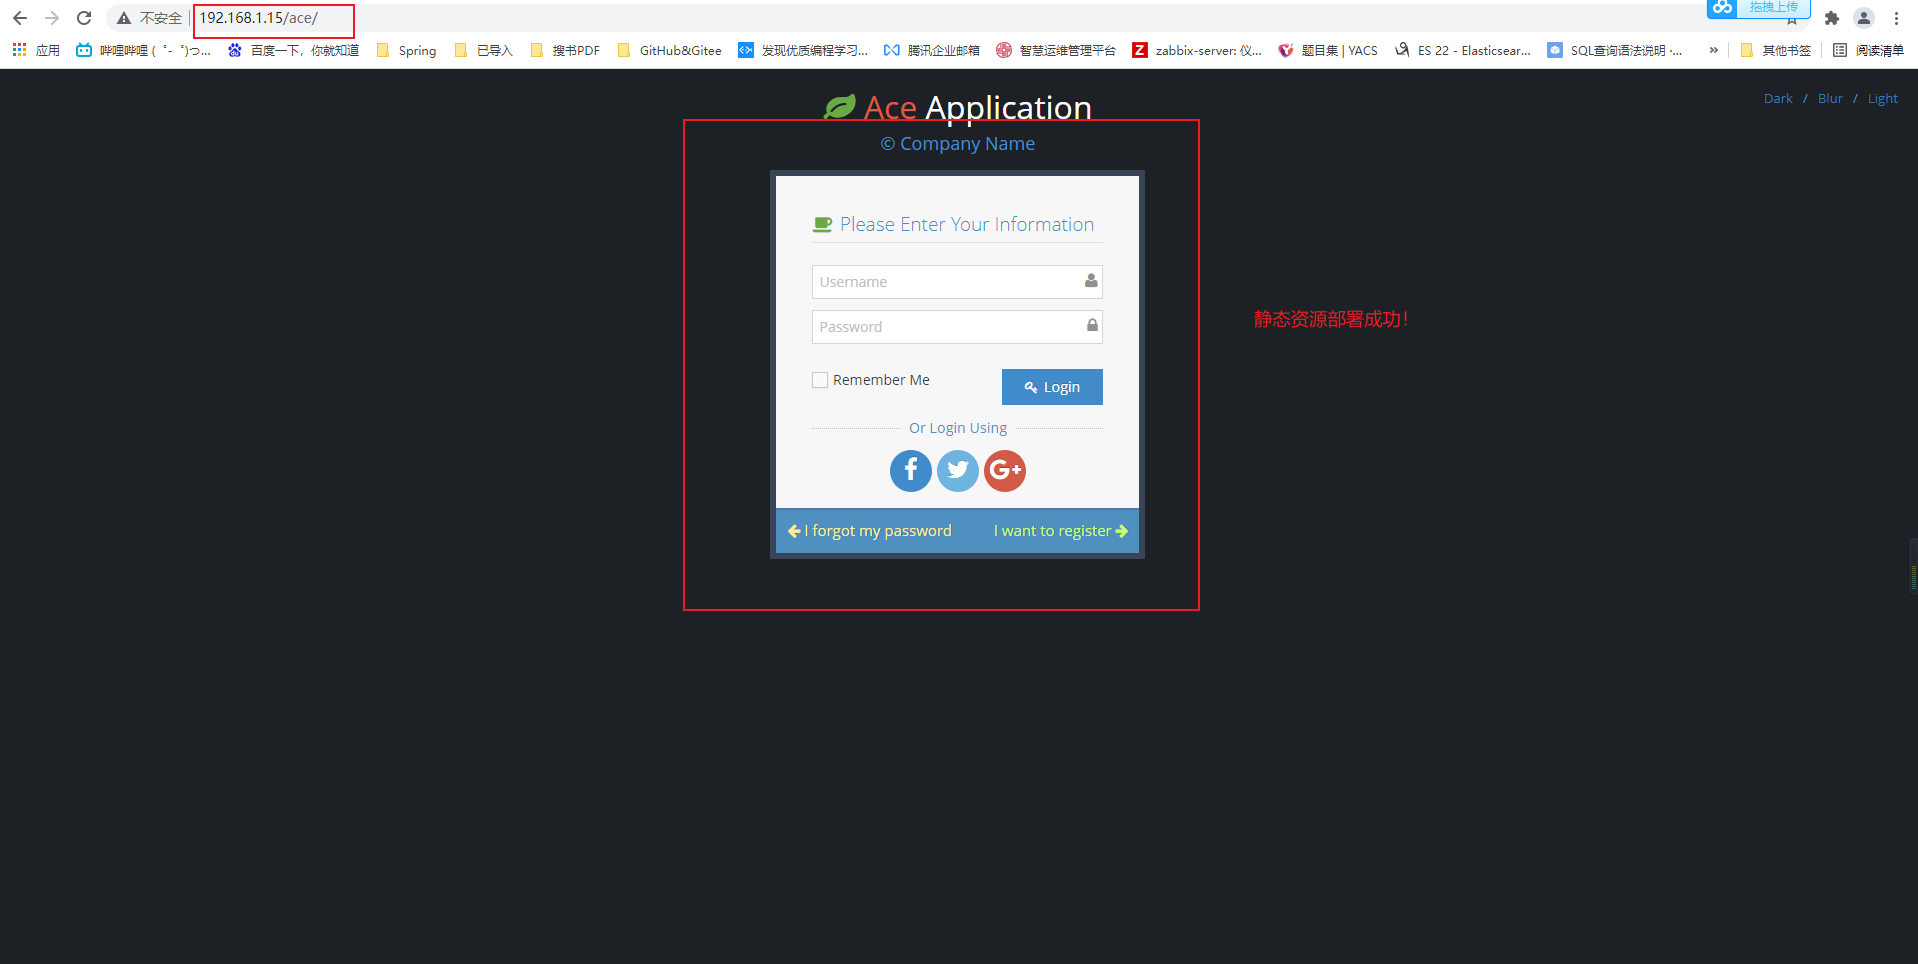 不安全 192.168.1.15/ace/
拖拽上传
应用 哔哩哔哩 (゜-゜)つ... 百度一下，你就知道 Spring 已导入 搜书PDF GitHub&Gitee 发现优质编程学习... 腾讯企业邮箱 智慧运维管理平台 zabbix-server: 仪... 题目集 | YACS ES 22 - Elasticsear... SQL查询语法说明 ·... » 其他书签 阅读清单
Ace Application
Dark / Blur / Light
© Company Name
Please Enter Your Information
Username
Password
静态资源部署成功！
Remember Me
Login
Or Login Using
I forgot my password
I want to register